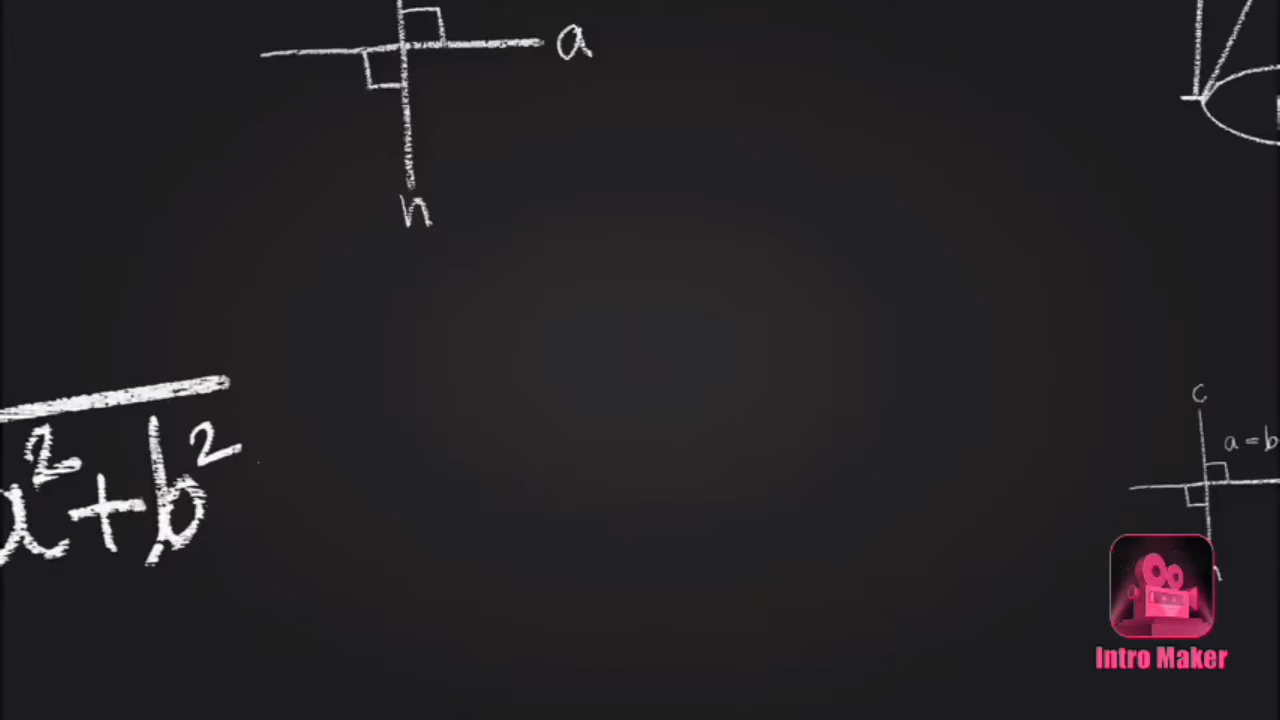 a
n
a²+b²
c
a=b
Intro Maker